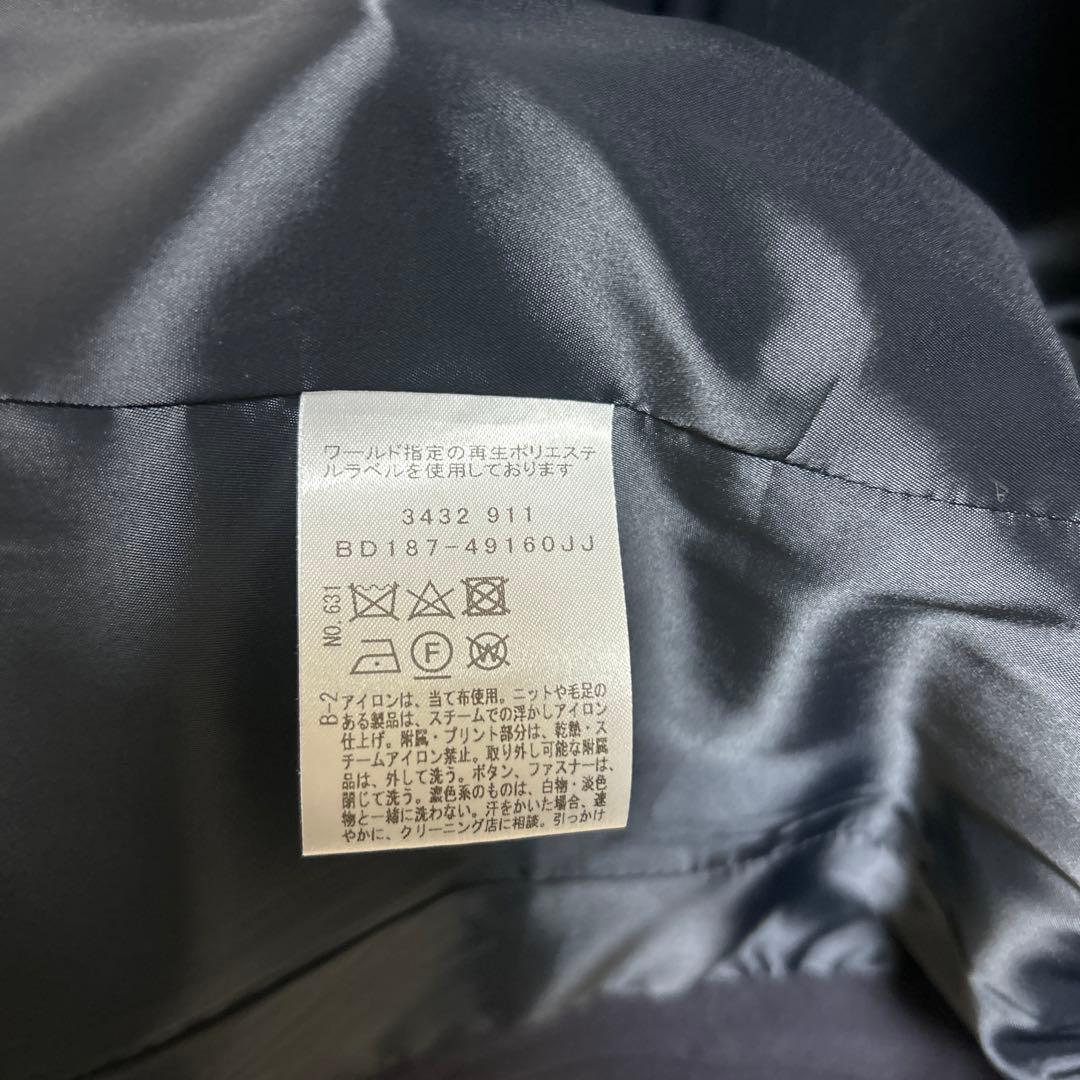 ワールド指定の再生ポリエステ
ルラベルを使用しております
3432 911
BD187-49160JJ
NO.631
F
W
B-2
アイロンは、当て布使用。ニットや毛足の
ある製品は、スチームでの浮かしアイロン
仕上げ。附属・プリント部分は、乾熱・ス
チームアイロン禁止。取り外し可能な附属
品は、外して洗う。ボタン、ファスナーは、
閉じて洗う。濃色系のものは、白物・淡色
物と一緒に洗わない。汗をかいた場合、速
やかに、クリーニング店に相談。引っかけ